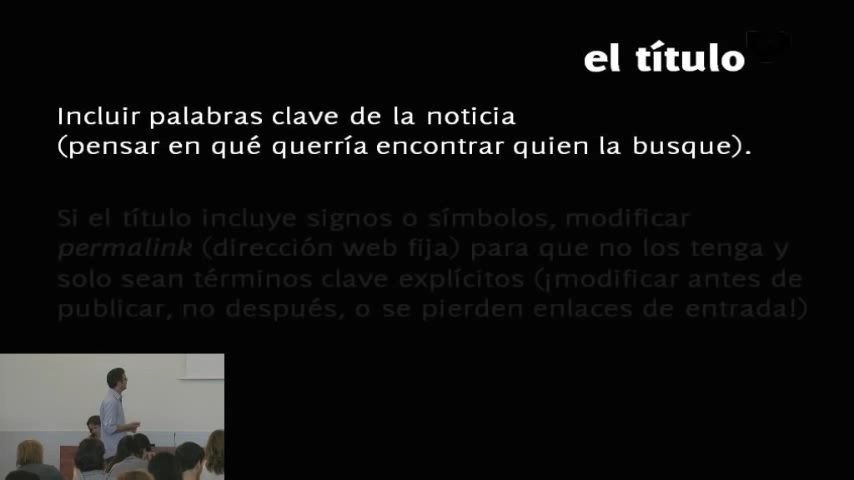 el título
Incluir palabras clave de la noticia
(pensar en qué querría encontrar quien la busque).
Si el título incluye signos o símbolos, modificar
permalink (dirección web fija) para que no los tenga y
solo sean términos clave explícitos (¡modificar antes de
publicar, no después, o se pierden enlaces de entrada!)